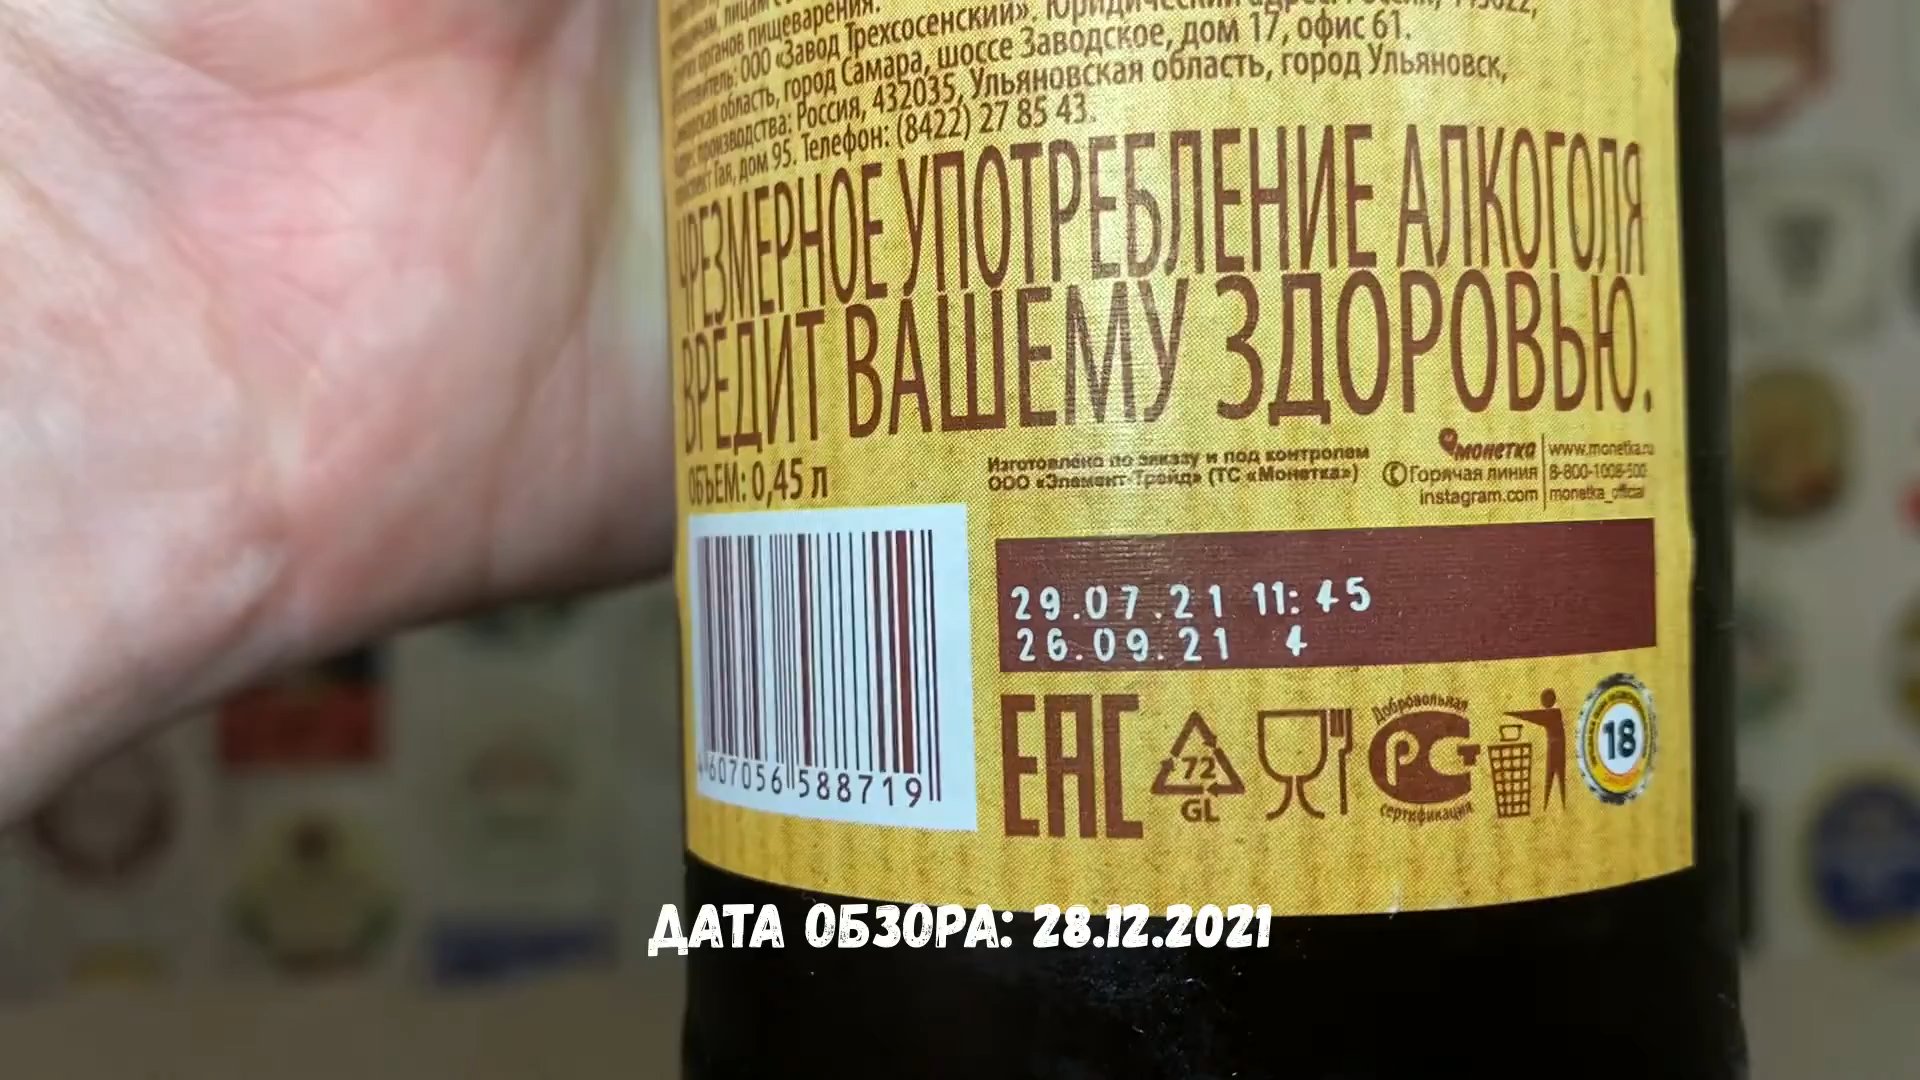 органов пищеварения.
ООО «Завод Трехсосенский». Юридический
область, город Самара, шоссе Заводское, дом 17, офис 61.
производства: Россия, 432035, Ульяновская область, город Ульяновск,
Гая, дом 95. Телефон: (8422) 27 85 43.
ЧРЕЗМЕРНОЕ УПОТРЕБЛЕНИЕ АЛКОГОЛЯ
ВРЕДИТ ВАШЕМУ ЗДОРОВЬЮ.
ОБЪЕМ: 0,45 л
Изготовлено по заказу и под контролем
ООО «Элемент-Трейд» (ТС «Монетка»)
монетка www.monetka.ru
Горячая линия 8-800-1008-500
instagram.com monetka_official
29.07.21 11:45
26.09.21 4
4607056 588719
ЕАС
72
GL
Добровольная
РСТ
сертификация
18
ДАТА ОБЗОРА: 28.12.2021